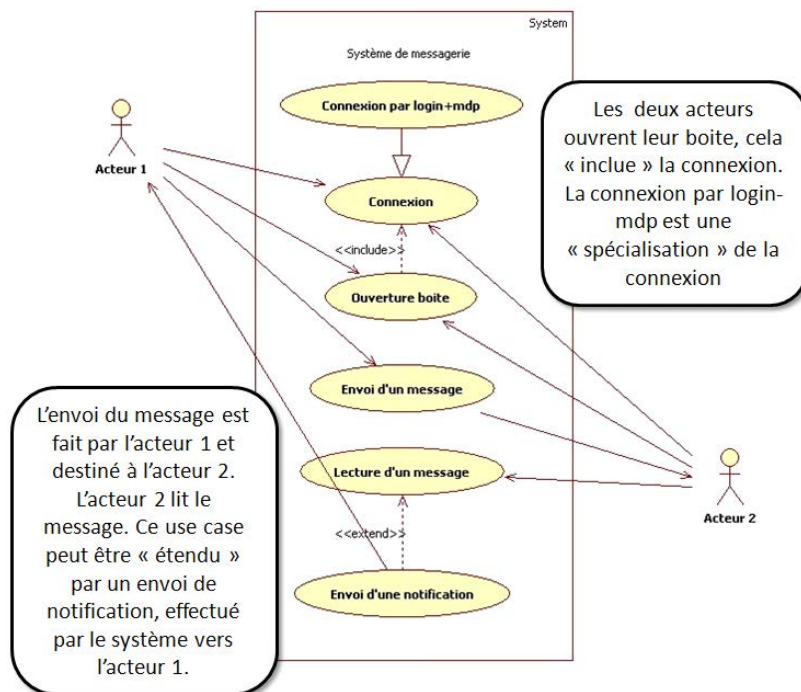 System
Système de messagerie
Connexion par login+mdp
Acteur 1
Connexion
<<include>>
Ouverture boite
Envoi d'un message
Lecture d'un message
<<extend>>
Envoi d'une notification
Acteur 2
Les deux acteurs
ouvrent leur boite, cela
« inclue » la connexion.
La connexion par login-
mdp est une
« spécialisation » de la
connexion
L'envoi du message est
fait par l'acteur 1 et
destiné à l'acteur 2.
L'acteur 2 lit le
message. Ce use case
peut être « étendu »
par un envoi de
notification, effectué
par le système vers
l'acteur 1.